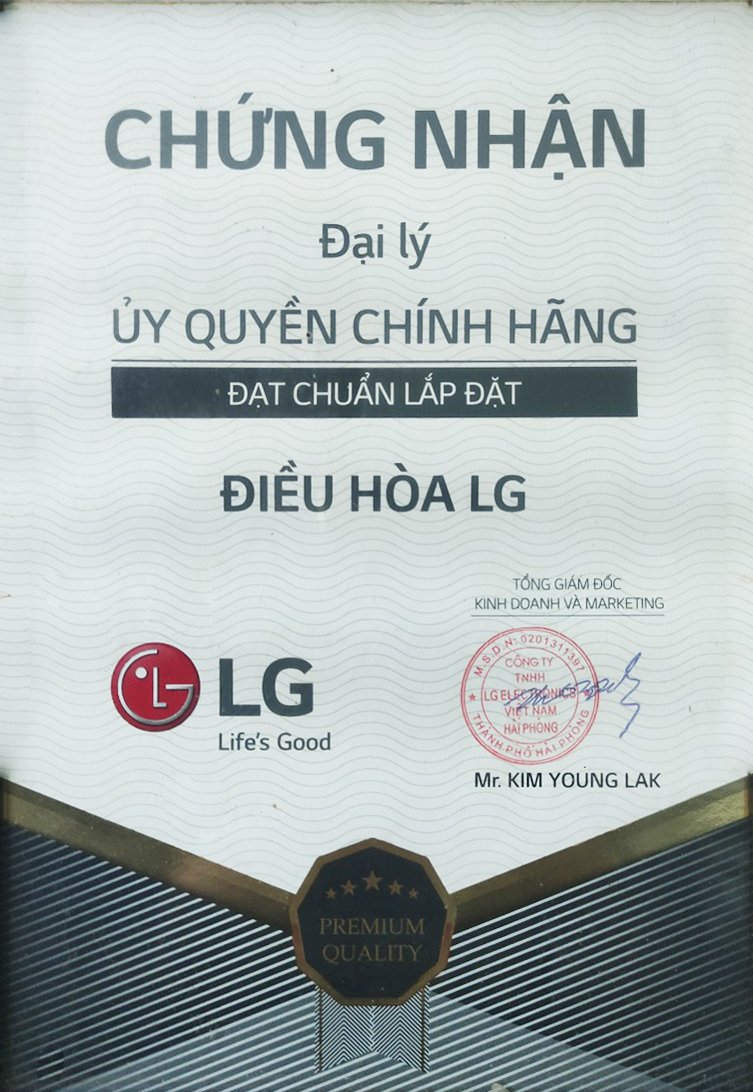 CHỨNG NHẬN
Đại lý
ỦY QUYỀN CHÍNH HÃNG
ĐẠT CHUẨN LẮP ĐẶT
ĐIỀU HÒA LG
TỔNG GIÁM ĐỐC
KINH DOANH VÀ MARKETING
M.S.D.N: 0201311397
CÔNG TY
TNHH
LG ELECTRONICS
VIỆT NAM
HẢI PHÒNG
THÀNH PHỐ HẢI PHÒNG
LG
Life's Good
Mr. KIM YOUNG LAK
PREMIUM
QUALITY